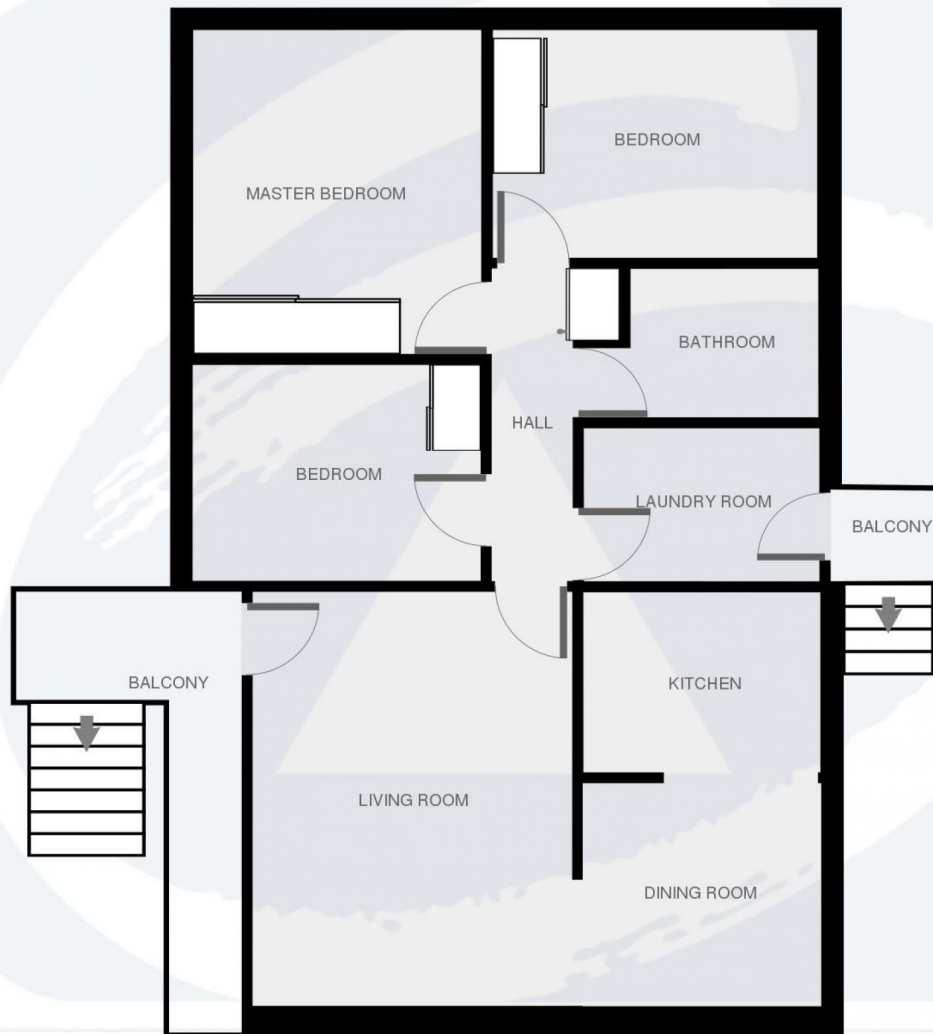 BEDROOM
MASTER BEDROOM
BATHROOM
HALL
BEDROOM
LAUNDRY ROOM
BALCONY
BALCONY
KITCHEN
LIVING ROOM
DINING ROOM